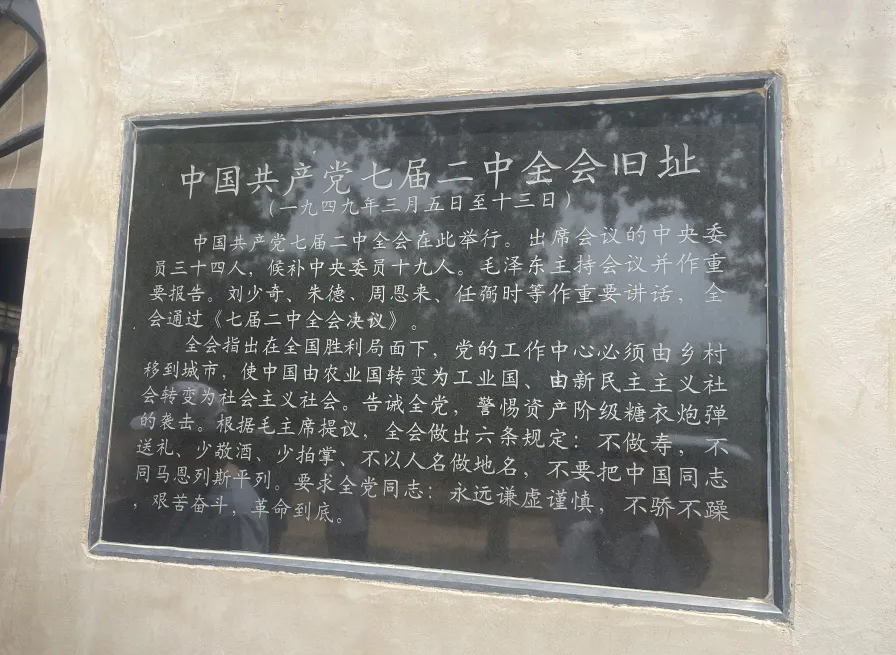 中国共产党七届二中全会旧址
(一九四九年三月五日至十三日)
中国共产党七届二中全会在此举行。出席会议的中央委
员三十四人，候补中央委员十九人。毛泽东主持会议并作重
要报告。刘少奇、朱德、周恩来、任弼时等作重要讲话，全
会通过《七届二中全会决议》。
全会指出在全国胜利局面下，党的工作中心必须由乡村
移到城市，使中国由农业国转变为工业国、由新民主主义社
会转变为社会主义社会。告诫全党，警惕资产阶级糖衣炮弹
的袭击。根据毛主席提议，全会做出六条规定：不做寿，不
送礼、少敬酒、少拍掌、不以人名做地名，不要把中国同志
同马恩列斯平列。要求全党同志：永远谦虚谨慎，不骄不躁
，艰苦奋斗，革命到底。